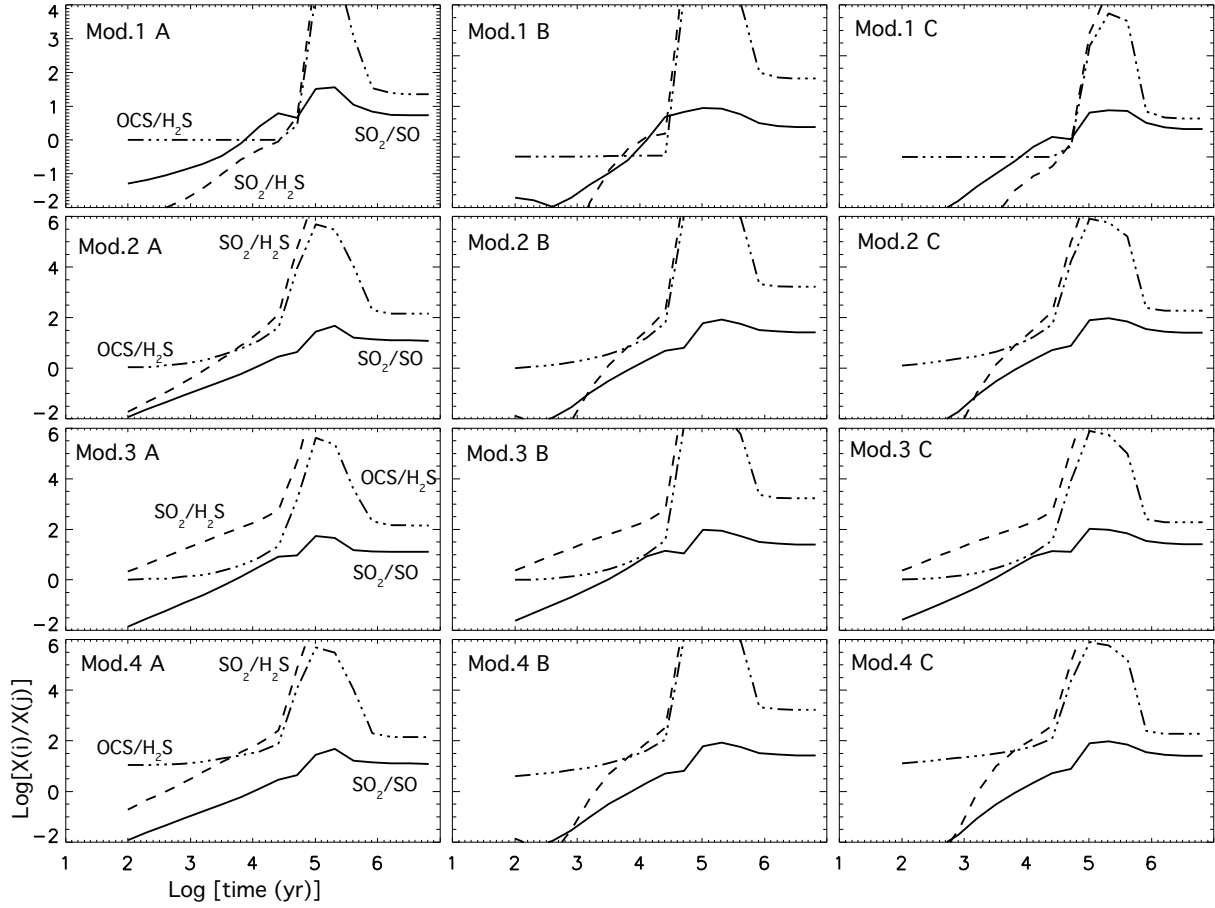 Mod.1 A
Mod.1 B
Mod.1 C
4
3
2
1
0
−1
−2
OCS/H₂S
SO₂/SO
SO₂/H₂S
Mod.2 A
Mod.2 B
Mod.2 C
6
4
2
0
−2
SO₂/H₂S
OCS/H₂S
SO₂/SO
Mod.3 A
Mod.3 B
Mod.3 C
6
4
2
0
−2
OCS/H₂S
SO₂/H₂S
SO₂/SO
Mod.4 A
Mod.4 B
Mod.4 C
6
4
2
0
−2
SO₂/H₂S
OCS/H₂S
SO₂/SO
Log[X(i)/X(j)]
1 2 3 4 5 6
1 2 3 4 5 6
1 2 3 4 5 6
Log [time (yr)]